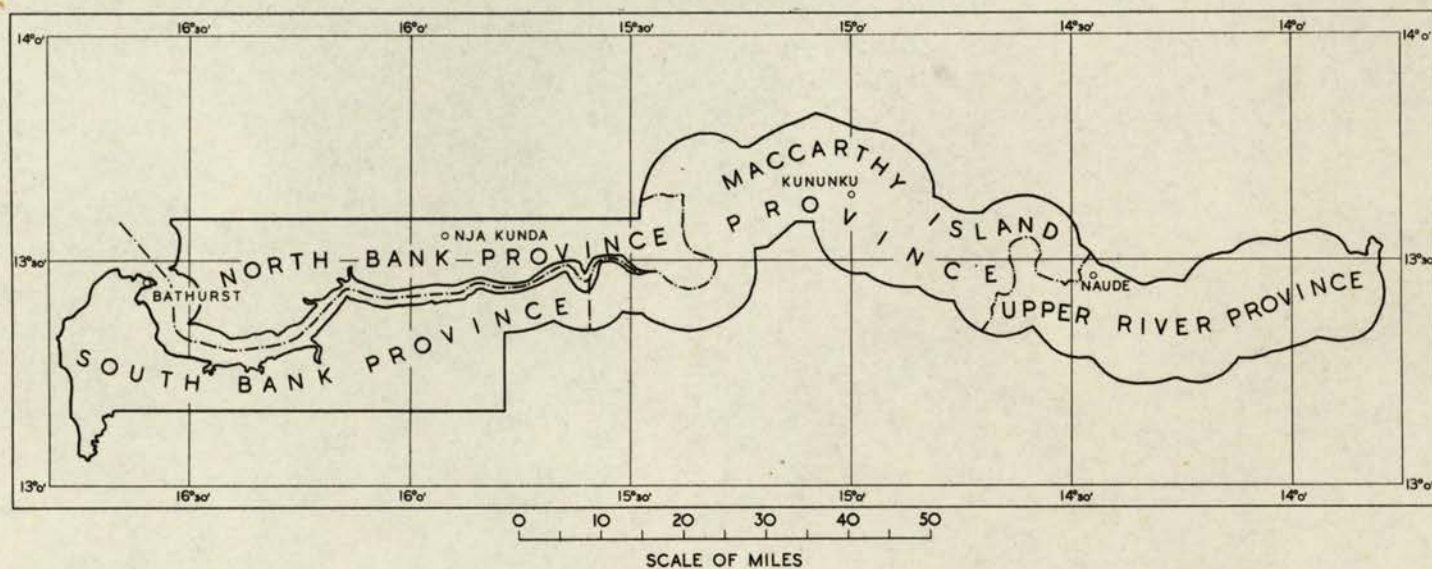 16°30' 16°0' 15°30' 15°0' 14°30' 14°0'
14°0' 14°0'
MACCARTHY ISLAND PROVINCE
KUNUNKU
NJA KUNDA
NORTH BANK PROVINCE
13°30' 13°30'
NAUDE
BATHURST
UPPER RIVER PROVINCE
SOUTH BANK PROVINCE
13°0' 13°0'
16°30' 16°0' 15°30' 15°0' 14°30' 14°0'
0 10 20 30 40 50
SCALE OF MILES